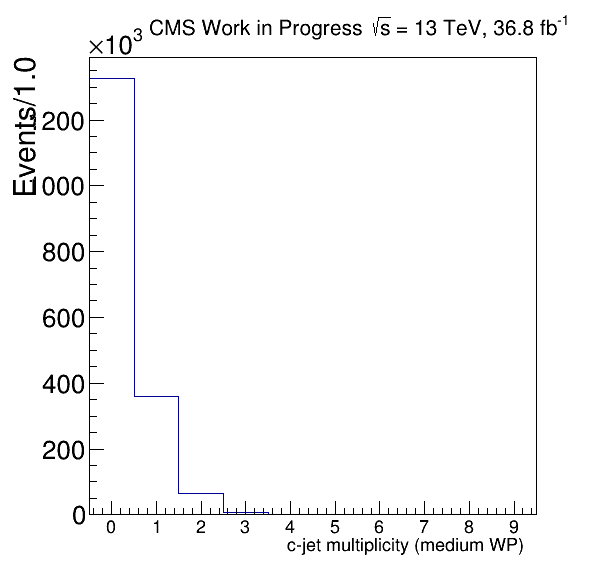 ×10³ CMS Work in Progress √s = 13 TeV, 36.8 fb⁻¹
Events/1.0
1200
1000
800
600
400
200
0
0 1 2 3 4 5 6 7 8 9
c-jet multiplicity (medium WP)